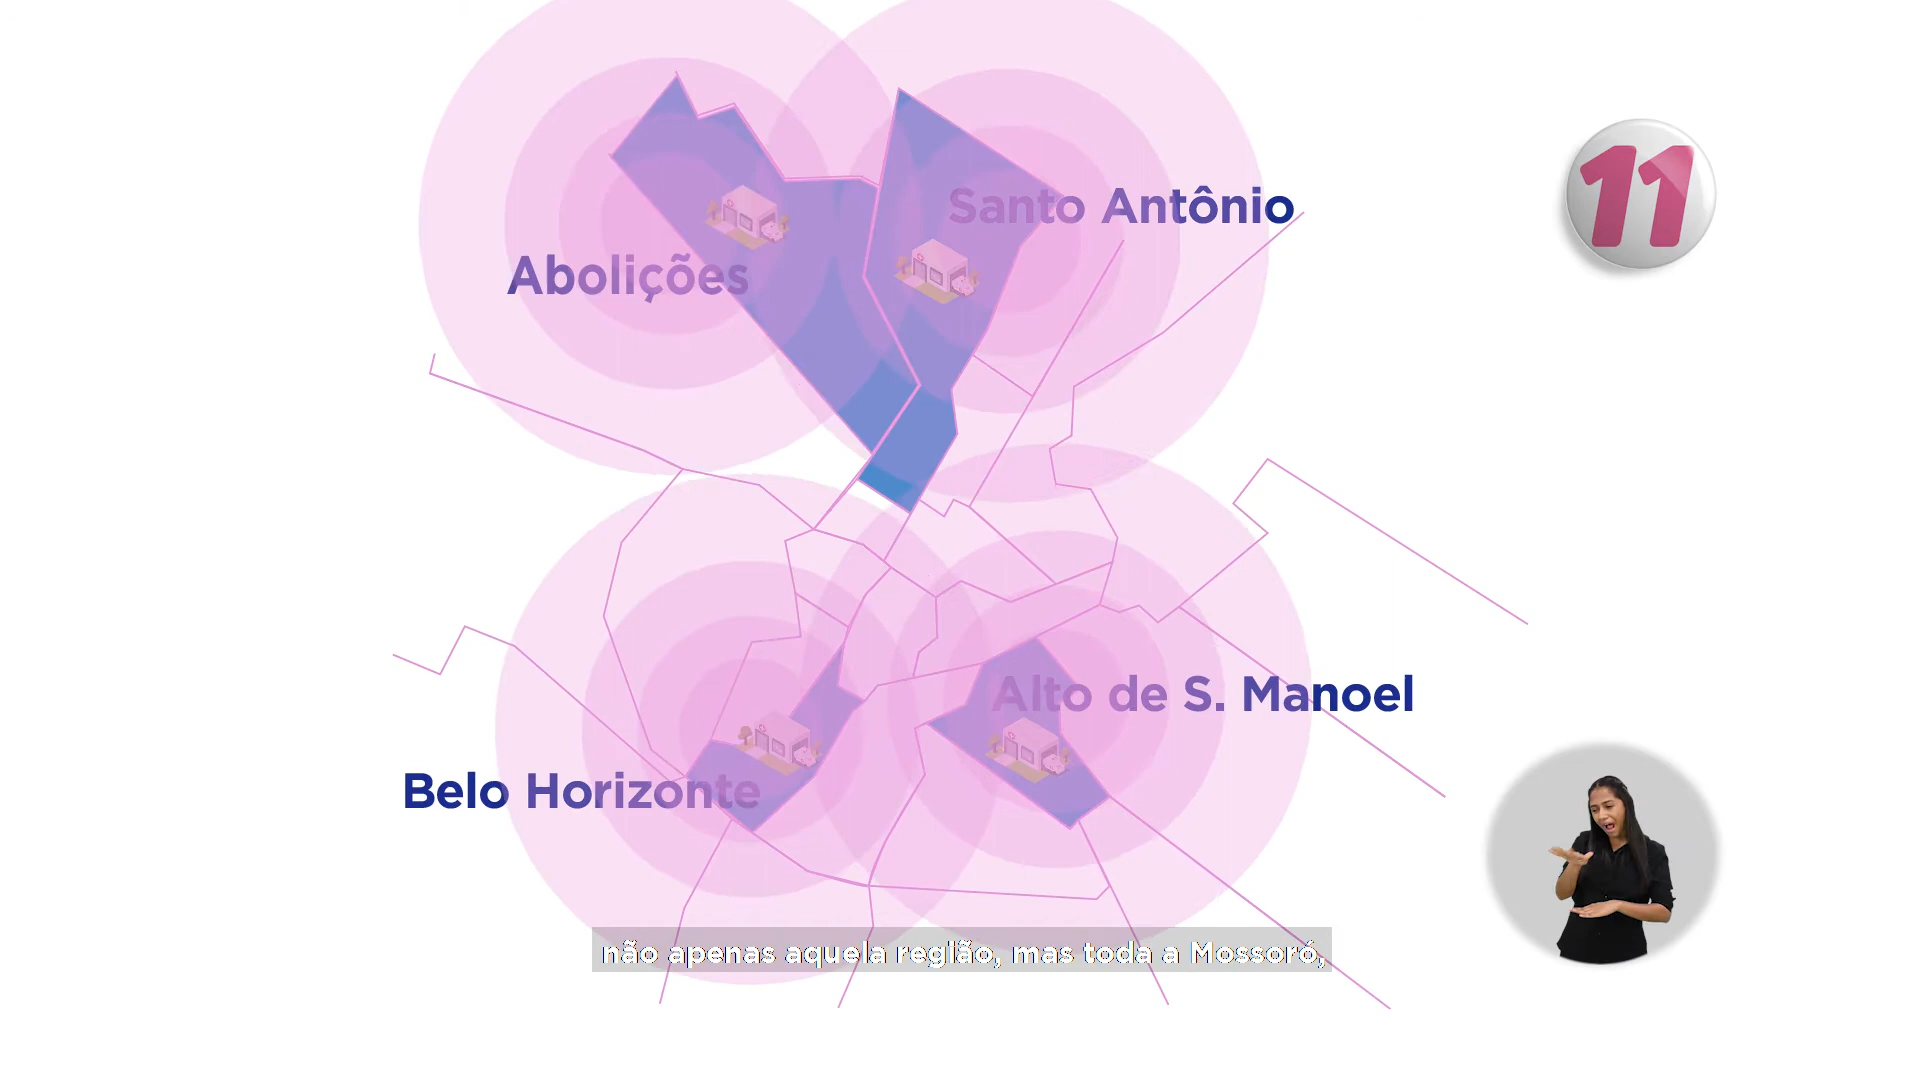 Santo Antônio
11
Abolições
Alto de S. Manoel
Belo Horizonte
não apenas aquela região, mas toda a Mossoró,